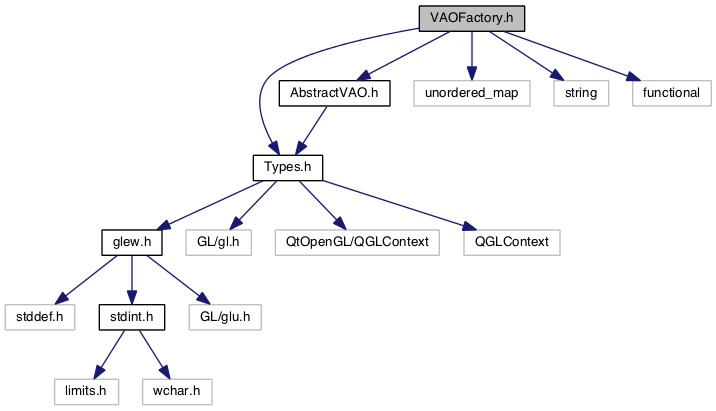 VAOFactory.h
AbstractVAO.h
unordered_map
string
functional
Types.h
glew.h
GL/gl.h
QtOpenGL/QGLContext
QGLContext
stddef.h
stdint.h
GL/glu.h
limits.h
wchar.h